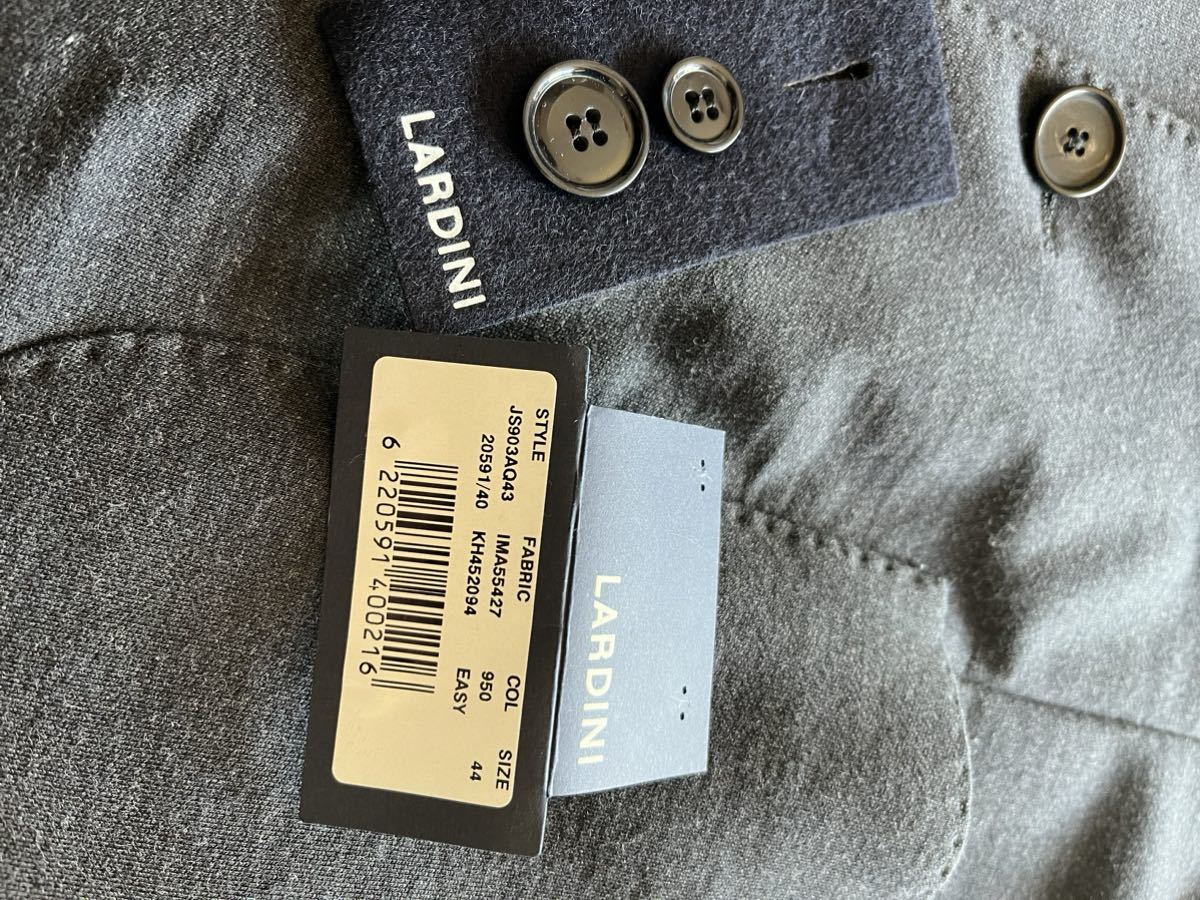 LARDINI
LARDINI
STYLE FABRIC COL SIZE
JS903AQ43 IMA55427 950 44
20591/40 KH452094 EASY
6 220591 400216